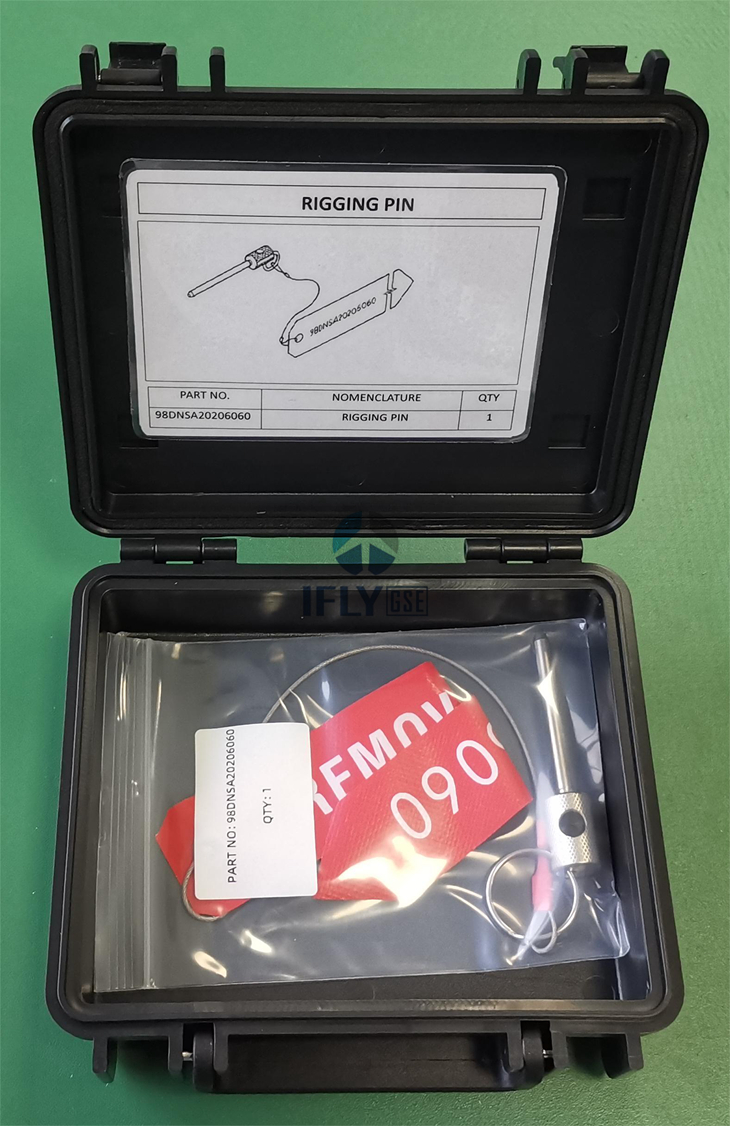 RIGGING PIN
98DNSA20206060
PART NO. NOMENCLATURE QTY
98DNSA20206060 RIGGING PIN 1
IFLY GSE
REMOV
060
PART NO: 98DNSA20206060
QTY: 1